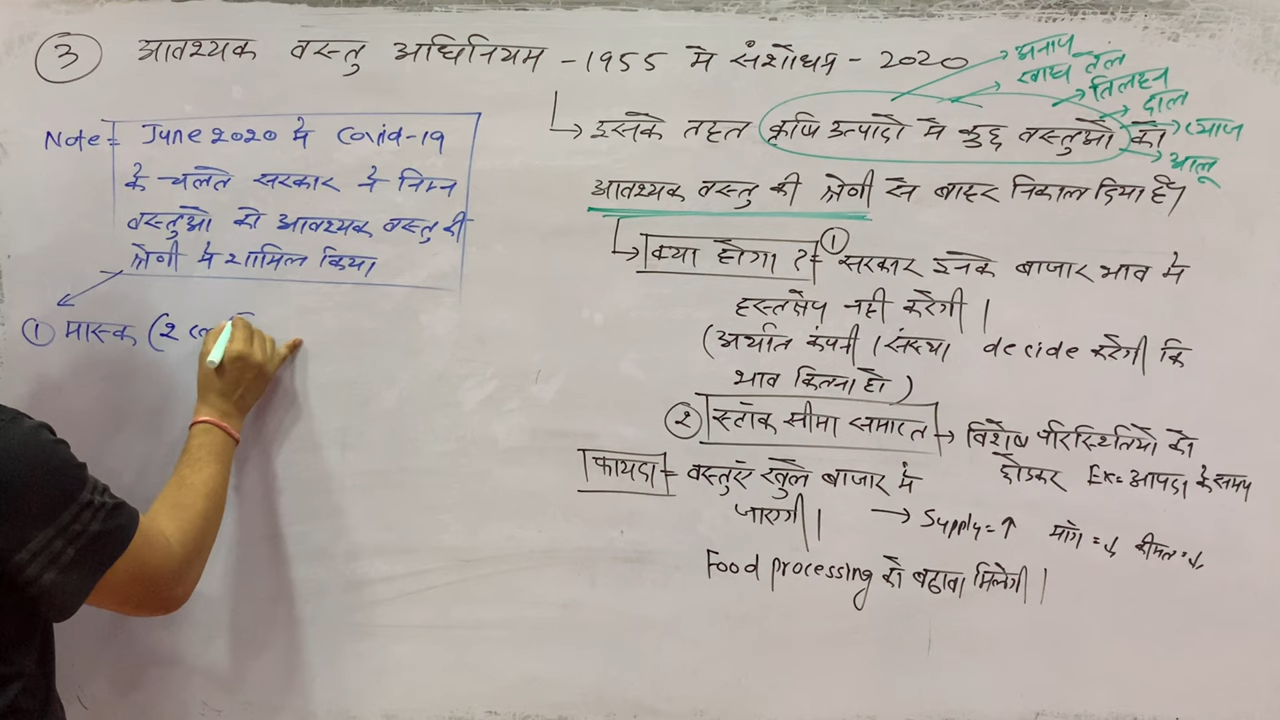 ③ आवश्यक वस्तु अधिनियम - 1955 मे संशोधन - 2020
Note= June 2020 मे Covid-19
के चलते सरकार ने निम्न
वस्तुओ को आवश्यक वस्तु की
श्रेणी मे शामिल किया
① मास्क (2
अनाज
खाद्य तेल
तिलहन
दाल
प्याज
आलू
इसके तहत कृषि उत्पादो मे कुछ वस्तुओ को
आवश्यक वस्तु की श्रेणी से बाहर निकाल दिया है।
क्या होगा ?= ① सरकार इनके बाजार भाव मे
हस्तक्षेप नही करेगी।
(अर्थात कंपनी / संस्था decide करेगी कि
भाव कितना हो)
② स्टॉक सीमा समाप्त → विशेष परिस्थितियो को
छोडकर Ex= आपदा के समय
फायदा - वस्तुएं खुले बाजार मे
जाएगी। → Supply=↑ माँग =↓ कीमत=↓
Food processing को बढावा मिलेगी।